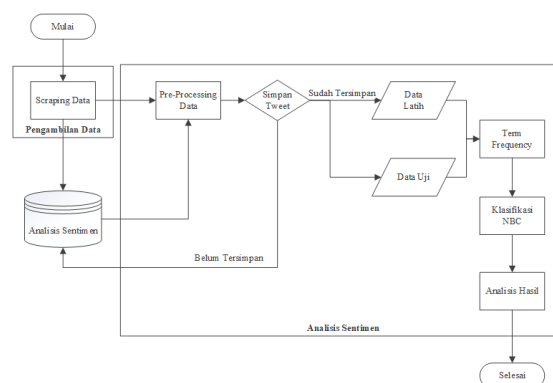 Mulai
Scraping Data
Pengambilan Data
Analisis Sentimen
Pre-Processing
Data
Simpan
Tweet
Sudah Tersimpan
Belum Tersimpan
Data
Latih
Data Uji
Term
Frequency
Klasifikasi
NBC
Analisis Hasil
Analisis Sentimen
Selesai